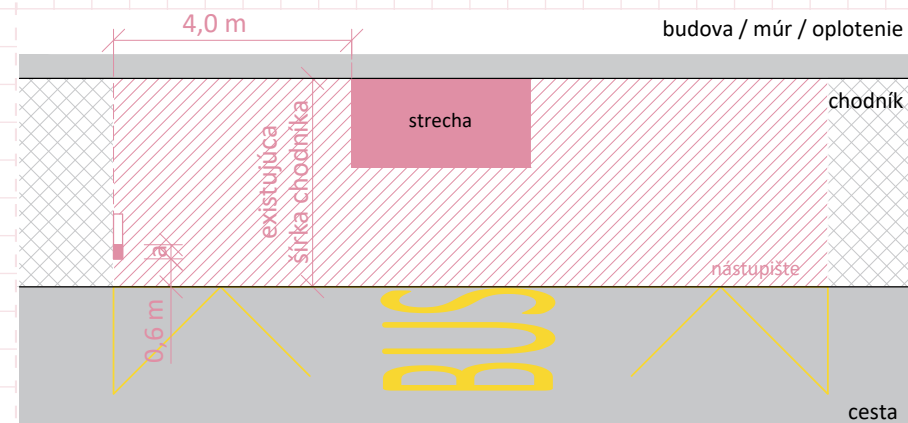 4,0 m
budova / múr / oplotenie
chodník
strecha
existujúca
šírka chodníka
a
nástupište
0,6 m
BUS
cesta